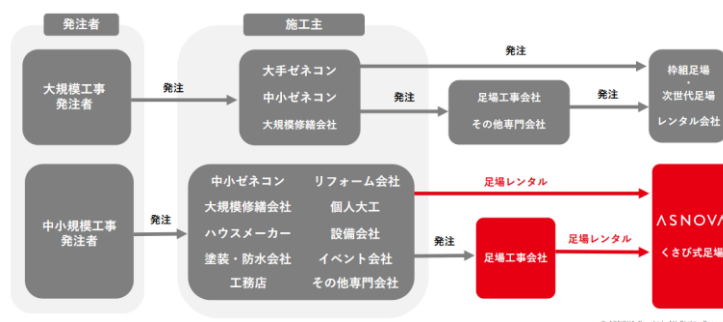 発注者
施工主
大規模工事
発注者
発注
大手ゼネコン
中小ゼネコン
大規模修繕会社
発注
発注
足場工事会社
その他専門会社
発注
枠組足場
・
次世代足場
レンタル会社
中小規模工事
発注者
発注
中小ゼネコン
リフォーム会社
大規模修繕会社
個人大工
ハウスメーカー
設備会社
塗装・防水会社
イベント会社
工務店
その他専門会社
足場レンタル
発注
足場工事会社
足場レンタル
ASNOVA
くさび式足場